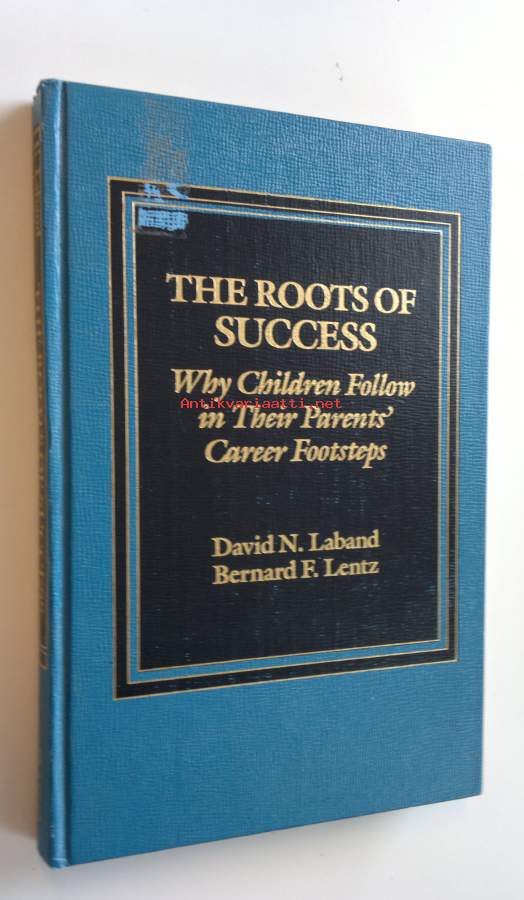 THE ROOTS OF
SUCCESS
Why Children Follow
Antikvariaatti.net
in Their Parents'
Career Footsteps
David N. Laband
Bernard F. Lentz